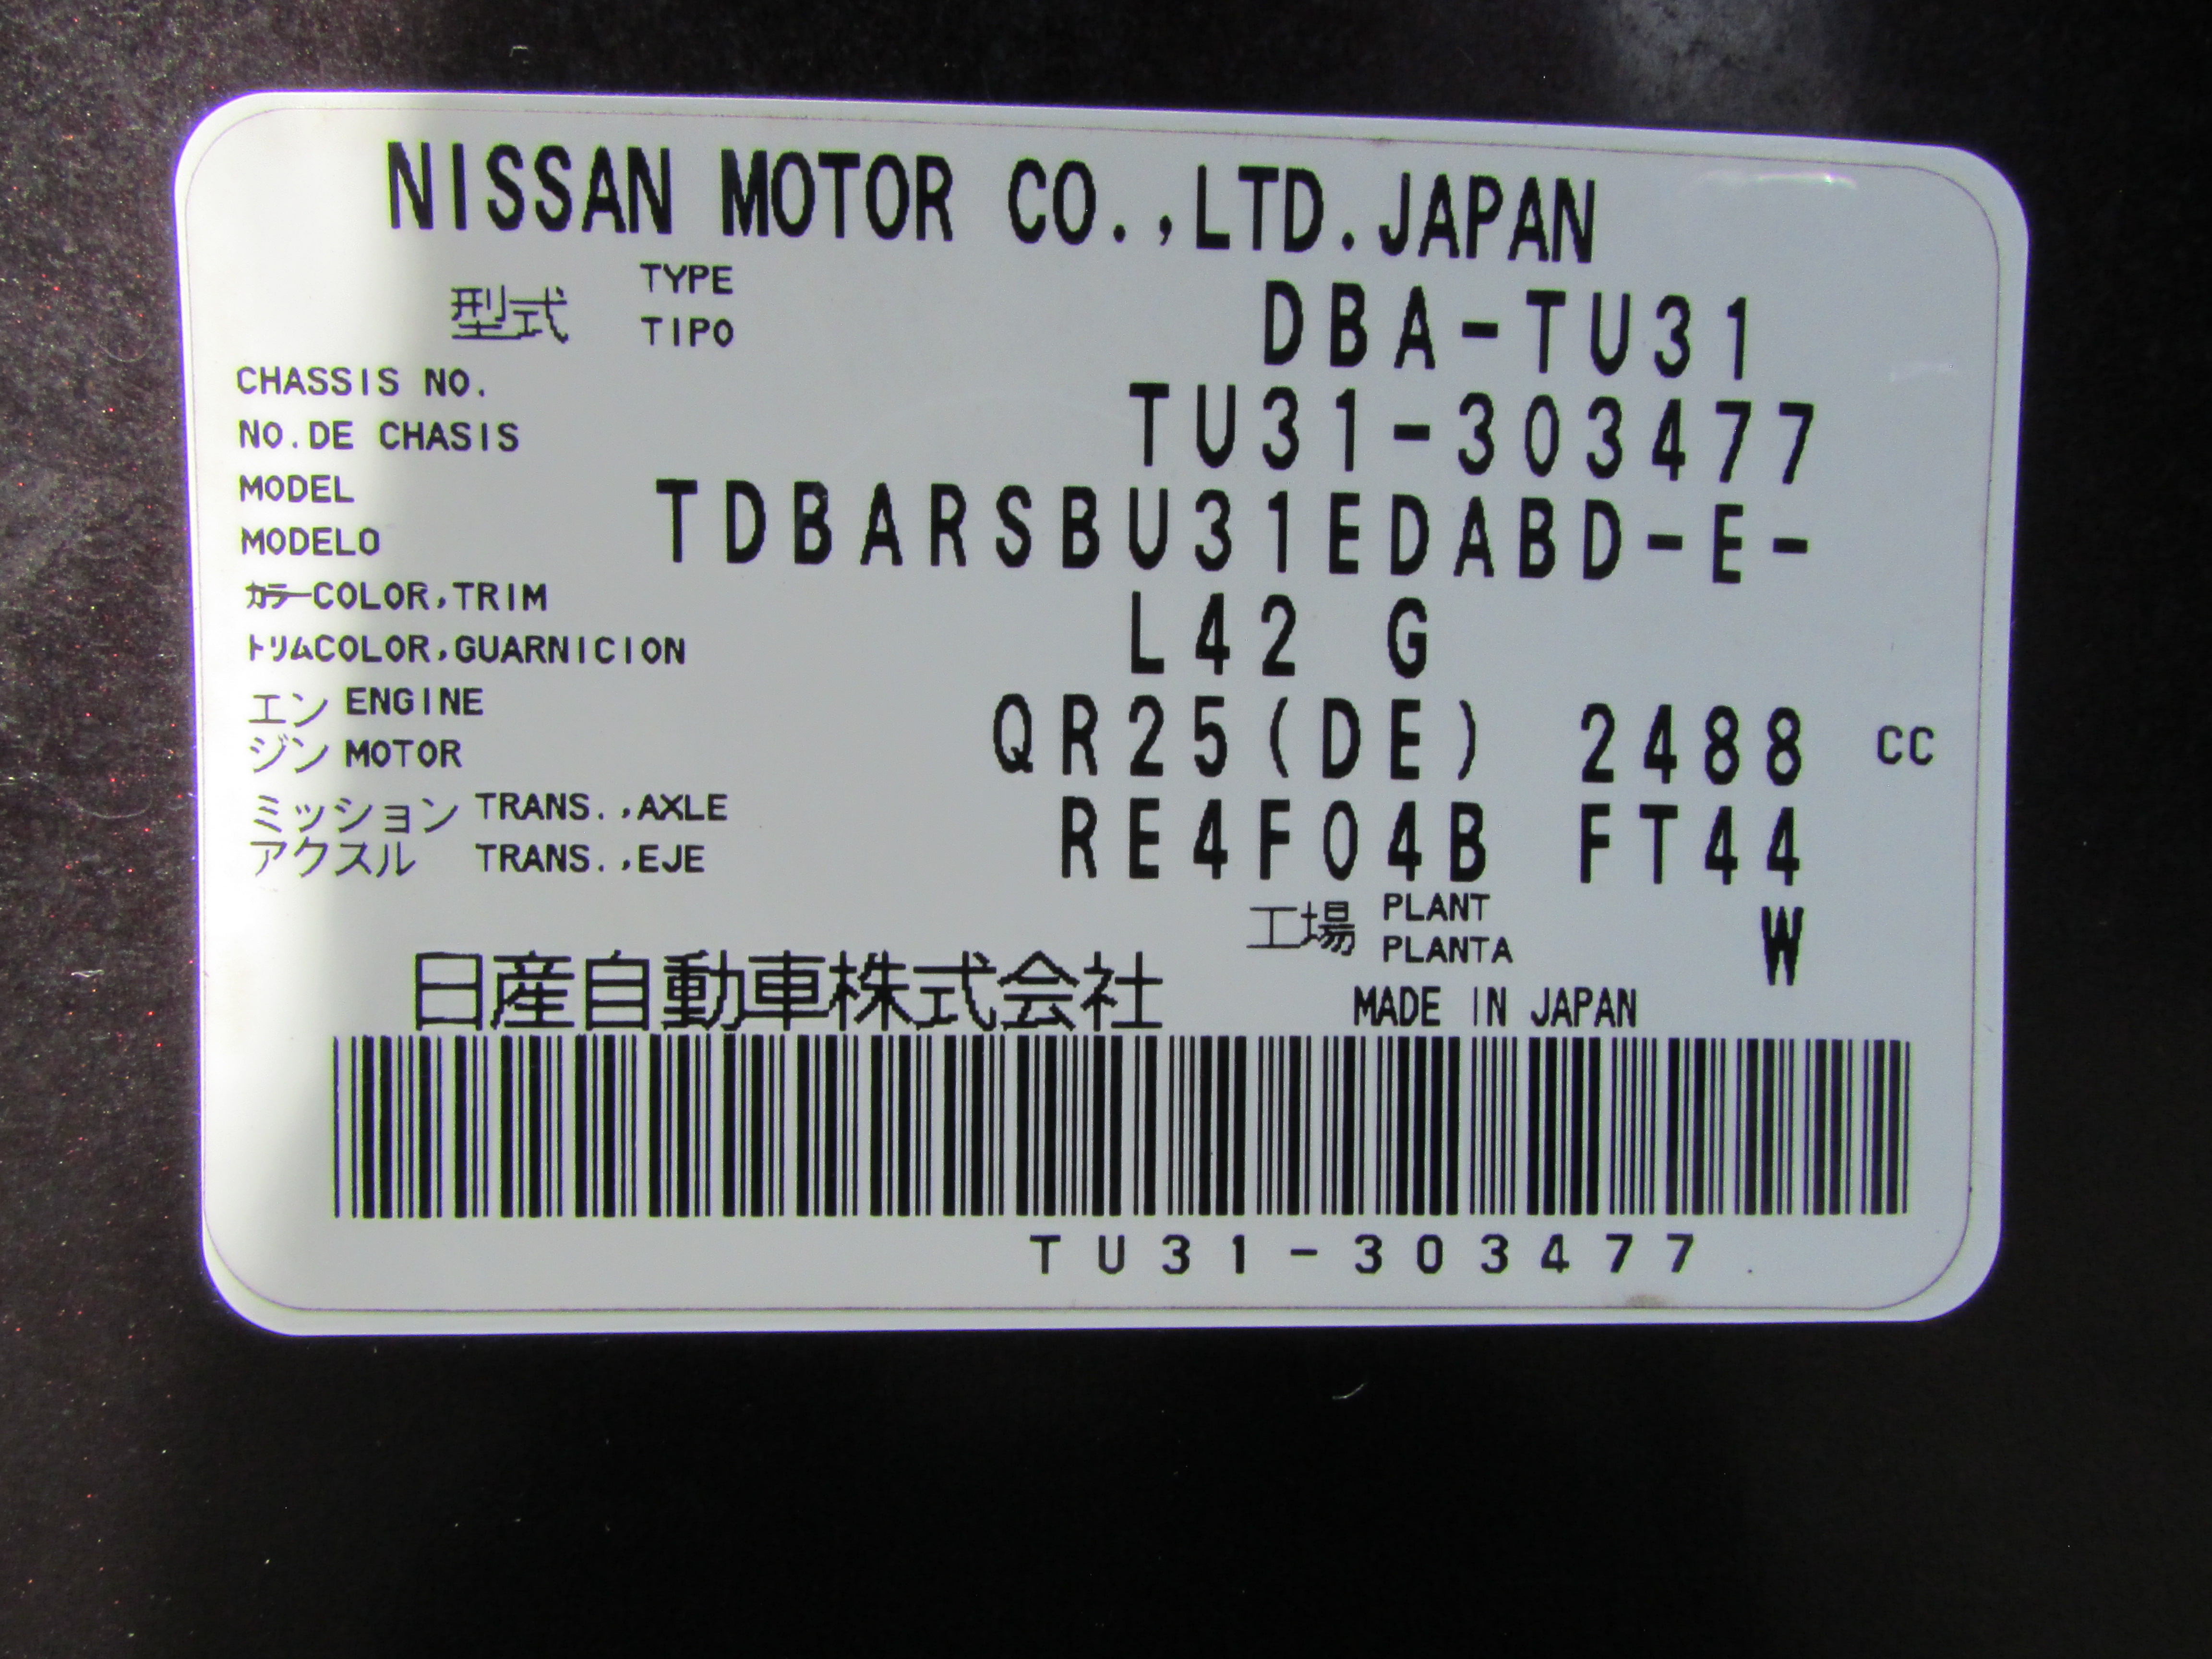 NISSAN MOTOR CO.,LTD.JAPAN
型式 TYPE TIPO DBA-TU31
CHASSIS NO.
NO.DE CHASIS TU31-303477
MODEL
MODELO TDBARSBU31EDABD-E-
カラーCOLOR,TRIM
トリムCOLOR,GUARNICION L42 G
エン ENGINE
ジン MOTOR QR25(DE) 2488 CC
ミッション TRANS.,AXLE
アクスル TRANS.,EJE RE4F04B FT44
工場 PLANT PLANTA W
日産自動車株式会社 MADE IN JAPAN
TU31-303477